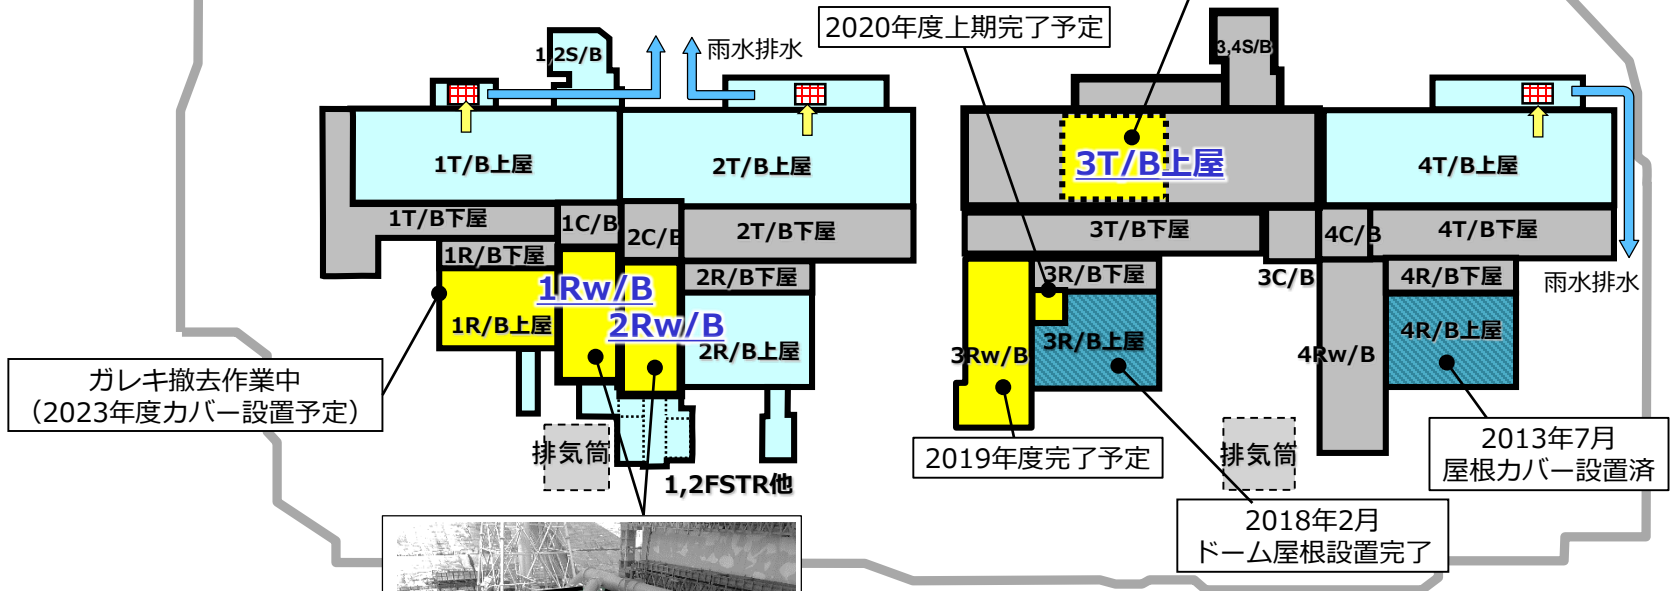 2020年度上期完了予定
雨水排水
1,2S/B
3,4S/B
1T/B上屋
2T/B上屋
3T/B上屋
4T/B上屋
1T/B下屋
1C/B
2C/B
2T/B下屋
3T/B下屋
3C/B
4C/B
4T/B下屋
1R/B下屋
2R/B下屋
3R/B下屋
4R/B下屋
雨水排水
1Rw/B
2Rw/B
1R/B上屋
2R/B上屋
3Rw/B
3R/B上屋
4Rw/B
4R/B上屋
ガレキ撤去作業中
（2023年度カバー設置予定）
排気筒
1,2FSTR他
2019年度完了予定
排気筒
2013年7月
屋根カバー設置済
2018年2月
ドーム屋根設置完了